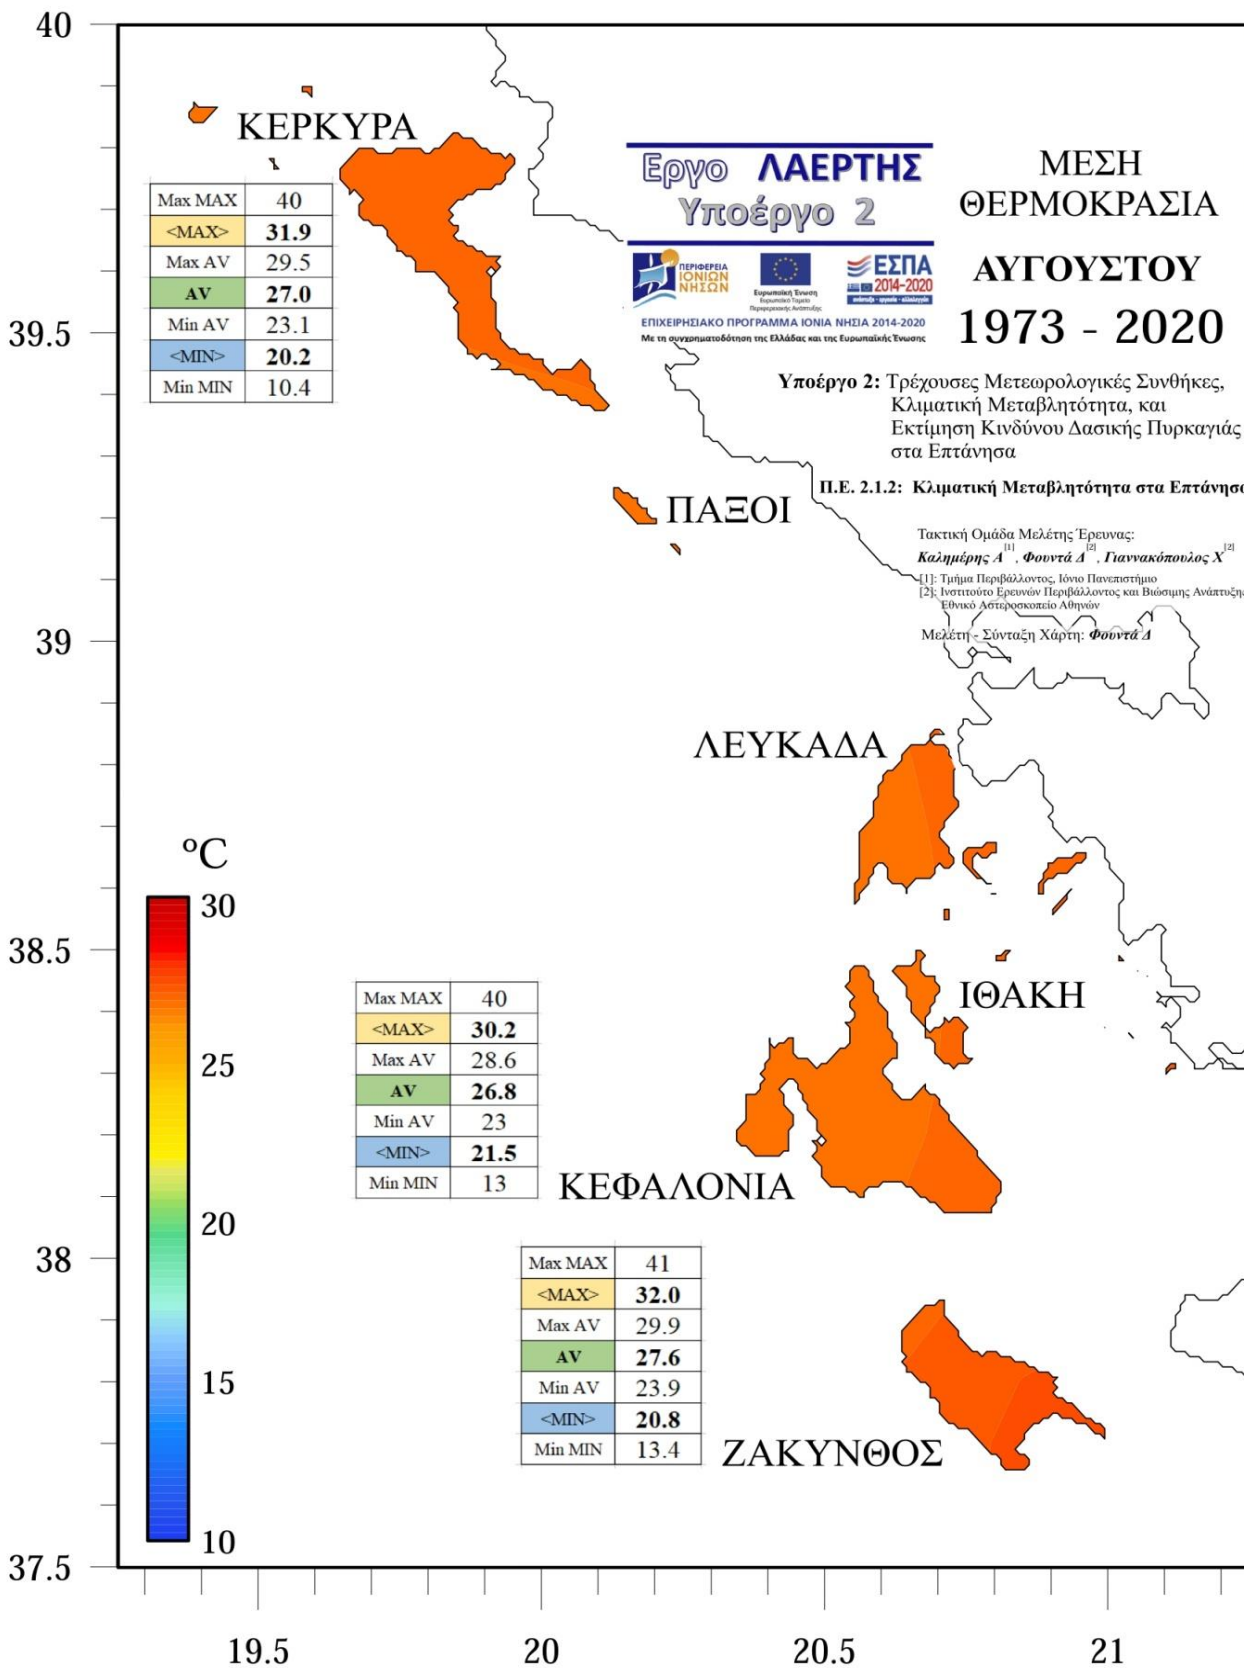 40
ΚΕΡΚΥΡΑ
Max MAX 40
<MAX> 31.9
Max AV 29.5
AV 27.0
Min AV 23.1
<MIN> 20.2
Min MIN 10.4
Εργο ΛΑΕΡΤΗΣ
Υποέργο 2
ΠΕΡΙΦΕΡΕΙΑ
ΙΟΝΙΩΝ
ΝΗΣΩΝ
Ευρωπαϊκή Ένωση
Ευρωπαϊκό Ταμείο
Περιφερειακής Ανάπτυξης
ΕΣΠΑ
2014-2020
ανάπτυξη - εργασία - αλληλεγγύη
ΕΠΙΧΕΙΡΗΣΙΑΚΟ ΠΡΟΓΡΑΜΜΑ ΙΟΝΙΑ ΝΗΣΙΑ 2014-2020
Με τη συγχρηματοδότηση της Ελλάδας και της Ευρωπαϊκής Ένωσης
ΜΕΣΗ
ΘΕΡΜΟΚΡΑΣΙΑ
ΑΥΓΟΥΣΤΟΥ
1973 - 2020
39.5
Υποέργο 2: Τρέχουσες Μετεωρολογικές Συνθήκες,
Κλιματική Μεταβλητότητα, και
Εκτίμηση Κινδύνου Δασικής Πυρκαγιάς
στα Επτάνησα
Π.Ε. 2.1.2: Κλιματική Μεταβλητότητα στα Επτάνησα
ΠΑΞΟΙ
Τακτική Ομάδα Μελέτης Έρευνας:
Καλημέρης Α[1], Φουντά Δ[2], Γιαννακόπουλος Χ[2]
[1]: Τμήμα Περιβάλλοντος, Ιόνιο Πανεπιστήμιο
[2]: Ινστιτούτο Ερευνών Περιβάλλοντος και Βιώσιμης Ανάπτυξης
Εθνικό Αστεροσκοπείο Αθηνών
Μελέτη - Σύνταξη Χάρτη: Φουντά Δ
39
ΛΕΥΚΑΔΑ
°C
30
25
20
15
10
38.5
ΙΘΑΚΗ
Max MAX 40
<MAX> 30.2
Max AV 28.6
AV 26.8
Min AV 23
<MIN> 21.5
Min MIN 13
ΚΕΦΑΛΟΝΙΑ
38
Max MAX 41
<MAX> 32.0
Max AV 29.9
AV 27.6
Min AV 23.9
<MIN> 20.8
Min MIN 13.4
ΖΑΚΥΝΘΟΣ
37.5
19.5 20 20.5 21